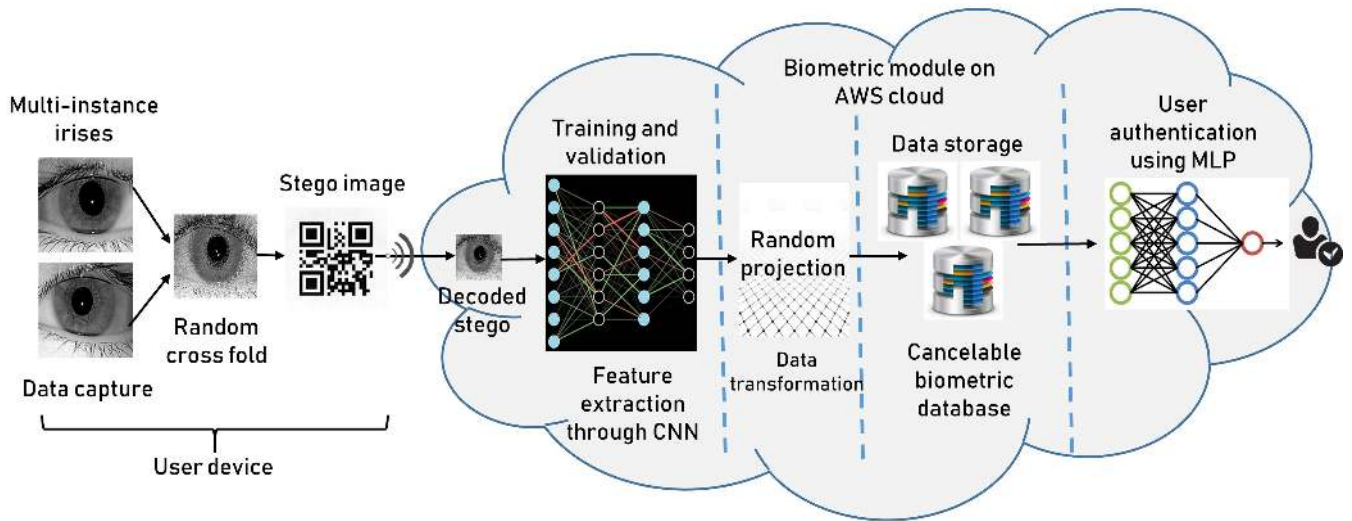 Multi-instance
irises
Data capture
Random
cross fold
Stego image
User device
Biometric module on
AWS cloud
Decoded
stego
Training and
validation
Feature
extraction
through CNN
Random
projection
Data
transformation
Data storage
Cancelable
biometric
database
User
authentication
using MLP